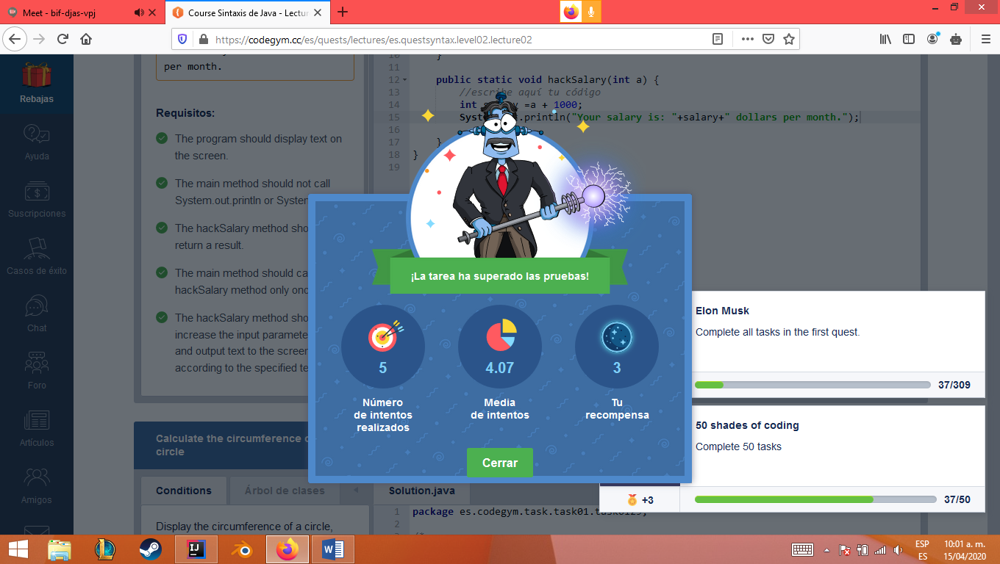 Meet - bif-djas-vpj
Course Sintaxis de Java - Lectur
https://codegym.cc/es/quests/lectures/es.questsyntax.level02.lecture02
Rebajas
Ayuda
Suscripciones
Casos de éxito
Chat
Foro
Artículos
Amigos
per month.
Requisitos:
The program should display text on
the screen.
The main method should not call
System.out.println or System
The hackSalary method sho
return a result.
The main method should ca
hackSalary method only onc
The hackSalary method sho
increase the input paramete
and output text to the screen
according to the specified te
10 }
11
12 public static void hackSalary(int a) {
13 //escribe aquí tu código
14 int s y =a + 1000;
15 Syste .println("Your salary is: "+salary+" dollars per month.");
16
17 }
18 }
19
¡La tarea ha superado las pruebas!
5
Número
de intentos
realizados
4.07
Media
de intentos
3
Tu
recompensa
Cerrar
Elon Musk
Complete all tasks in the first quest.
37/309
50 shades of coding
Complete 50 tasks
+3
37/50
Calculate the circumference o
circle
Conditions
Árbol de clases
Display the circumference of a circle,
Solution.java
1 package es.codegym.task.task01.task0129;
2
IJ
W
ESP
ES
10:01 a. m.
15/04/2020